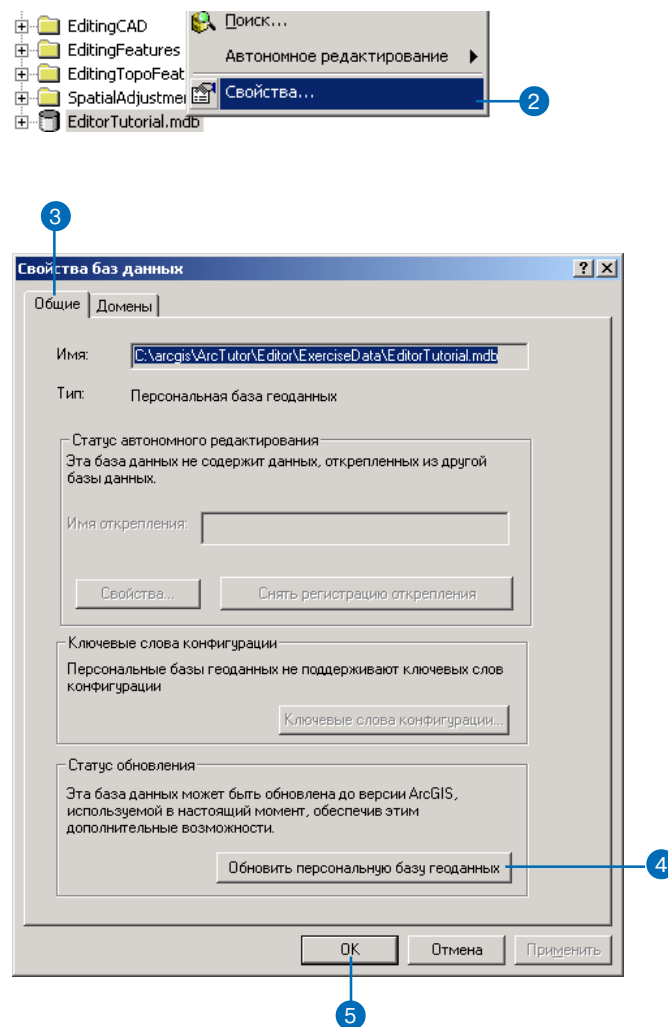 EditingCAD
Поиск...
EditingFeatures
Автономное редактирование
EditingTopoFeat
SpatialAdjustme
Свойства...
2
EditorTutorial.mdb
3
Свойства баз данных
Общие
Домены
Имя:
C:\arcgis\ArcTutor\Editor\ExerciseData\EditorTutorial.mdb
Тип:
Персональная база геоданных
Статус автономного редактирования
Эта база данных не содержит данных, открепленных из другой
базы данных.
Имя открепления:
Свойства...
Снять регистрацию открепления
Ключевые слова конфигурации
Персональные базы геоданных не поддерживают ключевых слов
конфигурации
Ключевые слова конфигурации...
Статус обновления
Эта база данных может быть обновлена до версии ArcGIS,
используемой в настоящий момент, обеспечив этим
дополнительные возможности.
Обновить персональную базу геоданных
4
OK
Отмена
Применить
5